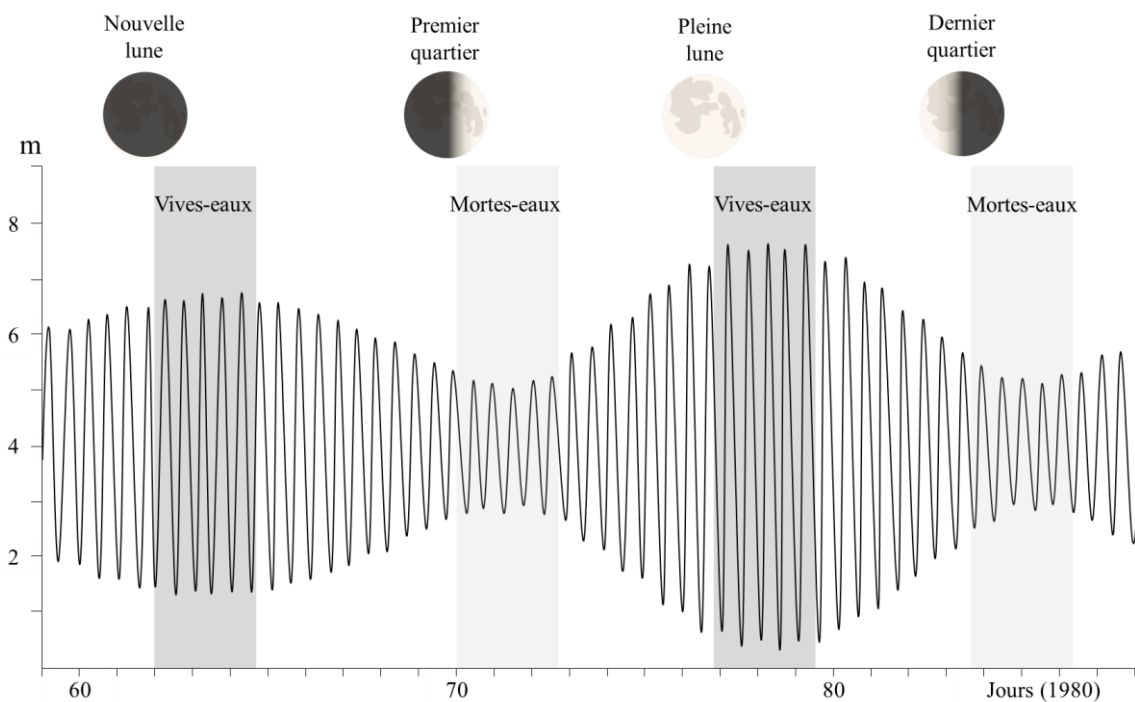 Nouvelle
lune
Premier
quartier
Pleine
lune
Dernier
quartier
m
Vives-eaux
Mortes-eaux
Vives-eaux
Mortes-eaux
8
6
4
2
60
70
80
Jours (1980)